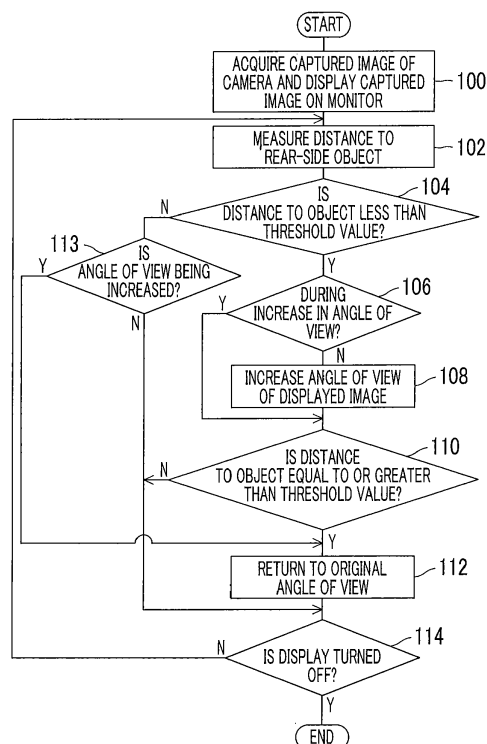 START
ACQUIRE CAPTURED IMAGE OF
CAMERA AND DISPLAY CAPTURED
IMAGE ON MONITOR
100
MEASURE DISTANCE TO
REAR-SIDE OBJECT
102
104
IS
DISTANCE TO OBJECT LESS THAN
THRESHOLD VALUE?
N
Y
113
IS
ANGLE OF VIEW BEING
INCREASED?
Y
N
106
DURING
INCREASE IN ANGLE OF
VIEW?
Y
N
INCREASE ANGLE OF VIEW
OF DISPLAYED IMAGE
108
110
IS DISTANCE
TO OBJECT EQUAL TO OR GREATER
THAN THRESHOLD VALUE?
N
Y
RETURN TO ORIGINAL
ANGLE OF VIEW
112
114
IS DISPLAY TURNED
OFF?
N
Y
END